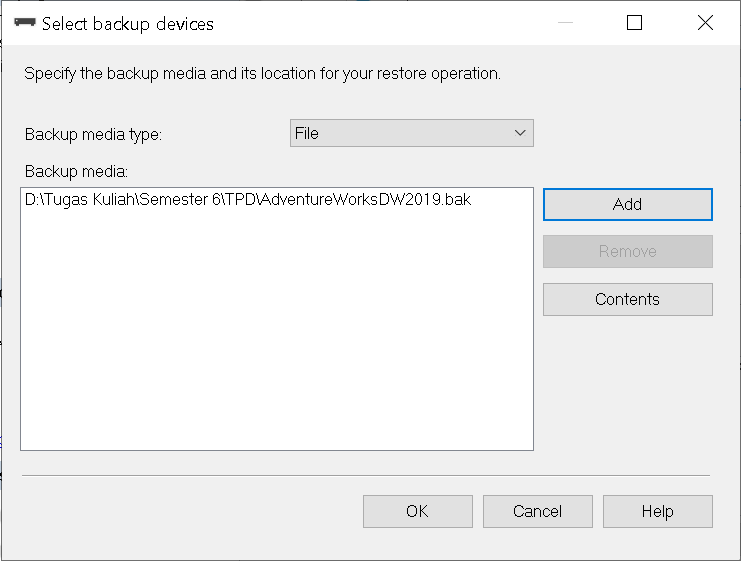 Select backup devices
Specify the backup media and its location for your restore operation.
Backup media type:
File
Backup media:
D:\Tugas Kuliah\Semester 6\TPD\AdventureWorksDW2019.bak
Add
Remove
Contents
OK
Cancel
Help